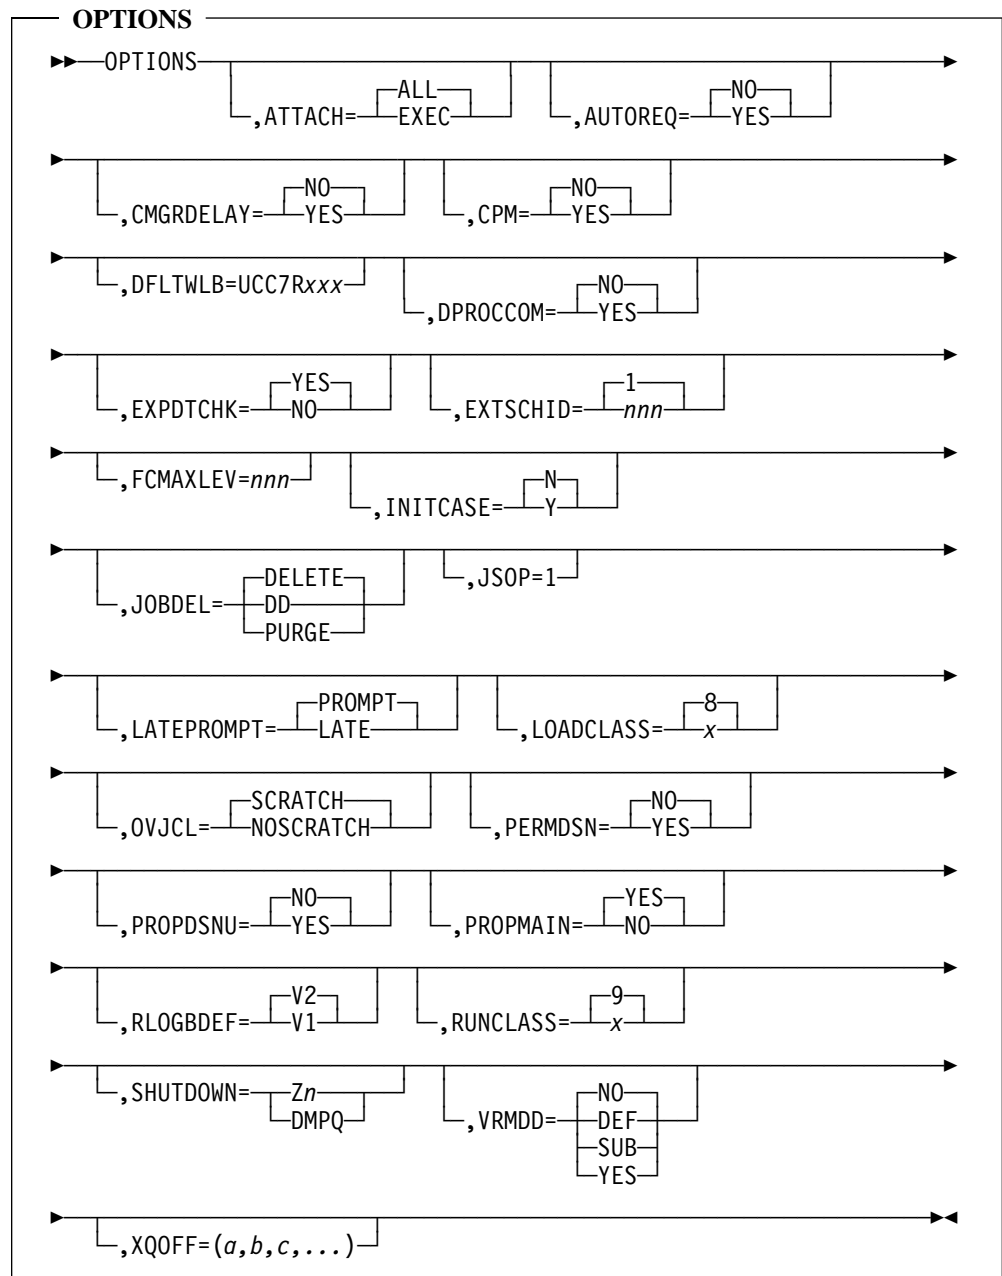 OPTIONS
OPTIONS
ALL
,ATTACH= EXEC
NO
,AUTOREQ= YES
NO
,CMGRDELAY= YES
NO
,CPM= YES
,DFLTWLB=UCC7Rxxx
NO
,DPROCCOM= YES
YES
,EXPDTCHK= NO
1
,EXTSCHID= nnn
,FCMAXLEV=nnn
N
,INITCASE= Y
DELETE
,JOBDEL= DD
PURGE
,JSOP=1
PROMPT
,LATEPROMPT= LATE
8
,LOADCLASS= x
SCRATCH
,OVJCL= NOSCRATCH
NO
,PERMDSN= YES
NO
,PROPDSNU= YES
YES
,PROPMAIN= NO
V2
,RLOGBDEF= V1
9
,RUNCLASS= x
,SHUTDOWN= Zn
DMPQ
NO
,VRMDD= DEF
SUB
YES
,XQOFF=(a,b,c,...)